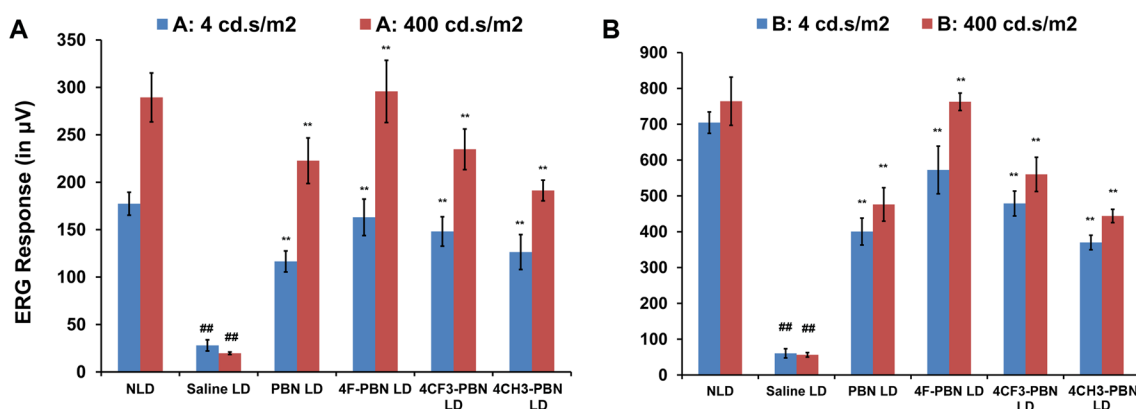 A
A: 4 cd.s/m2 A: 400 cd.s/m2
ERG Response (in µV)
350
300
250
200
150
100
50
0
**
**
**
**
**
**
**
**
##
##
NLD
Saline LD
PBN LD
4F-PBN LD
4CF3-PBN
LD
4CH3-PBN LD
B
B: 4 cd.s/m2 B: 400 cd.s/m2
900
800
700
600
500
400
300
200
100
0
**
**
**
**
**
**
**
**
##
##
NLD
Saline LD
PBN LD
4F-PBN LD
4CF3-PBN
LD
4CH3-PBN
LD